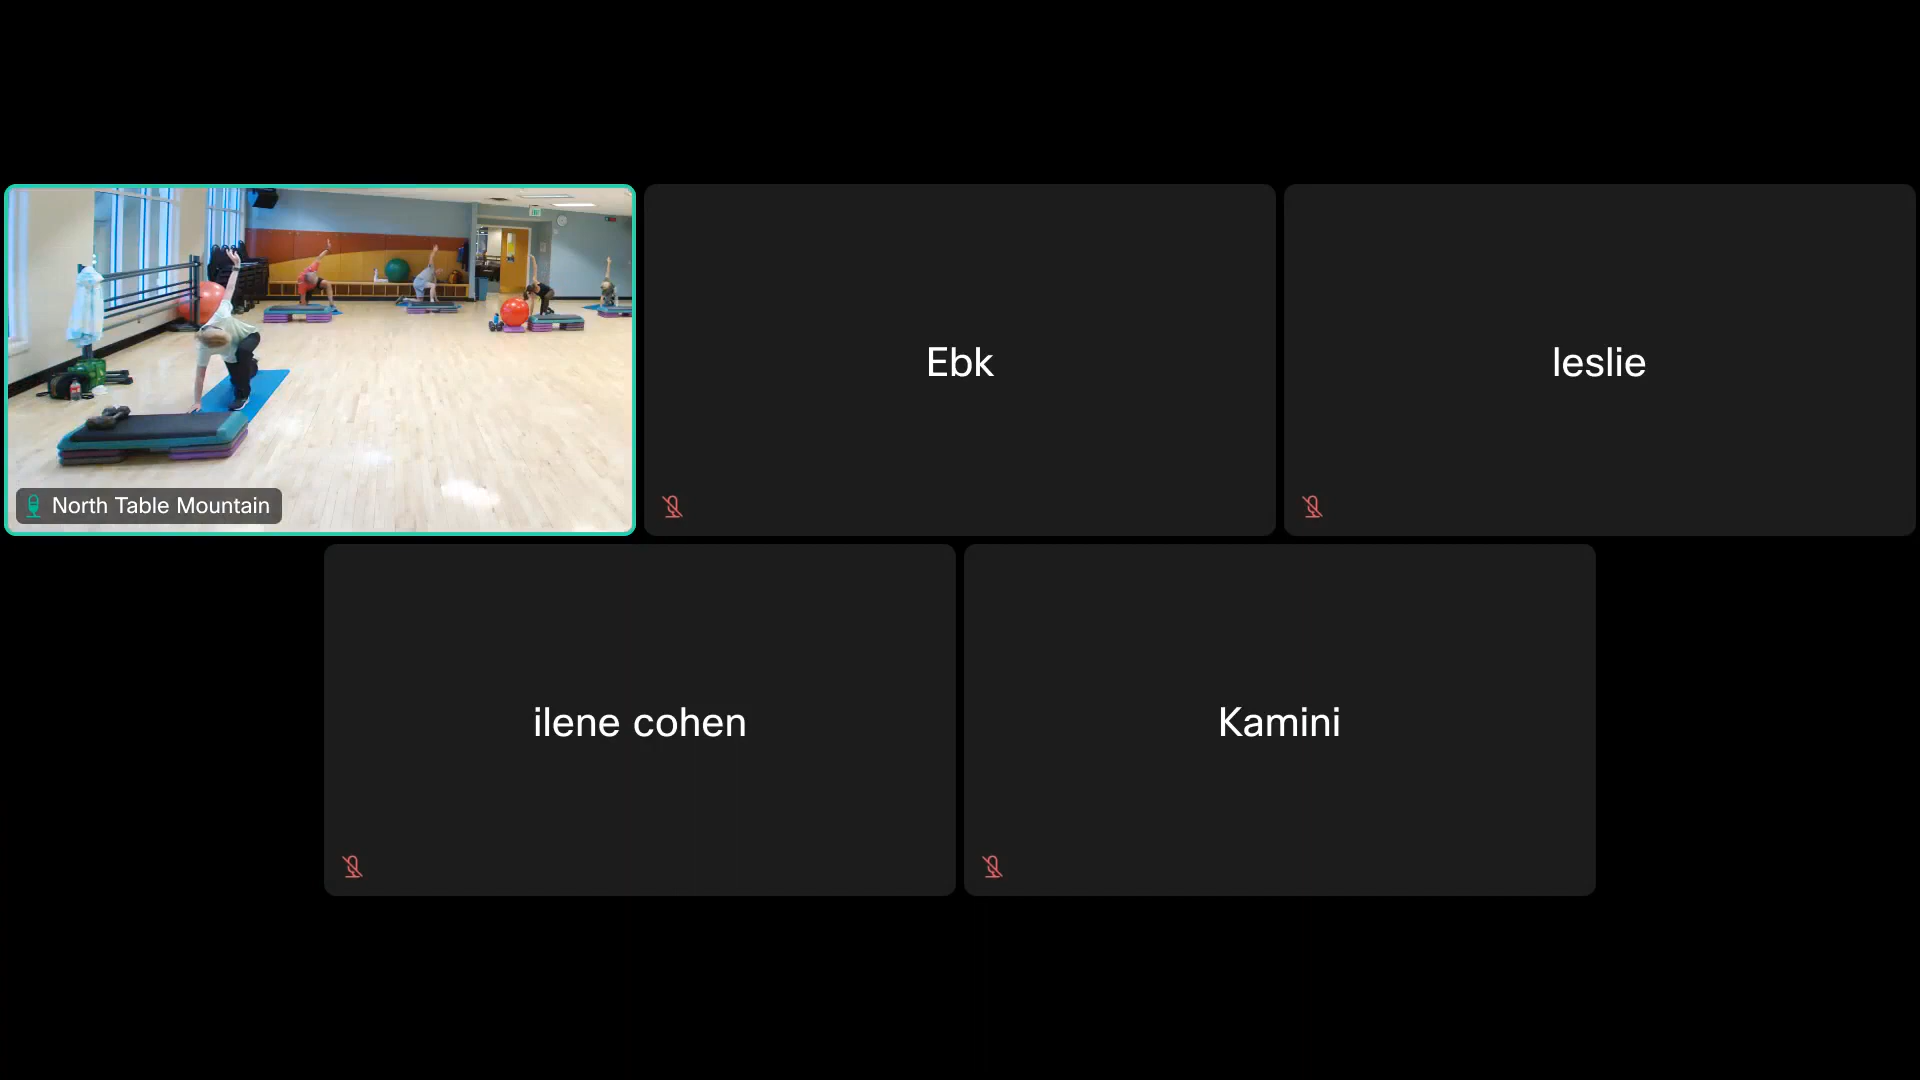 North Table Mountain
Ebk
leslie
ilene cohen
Kamini